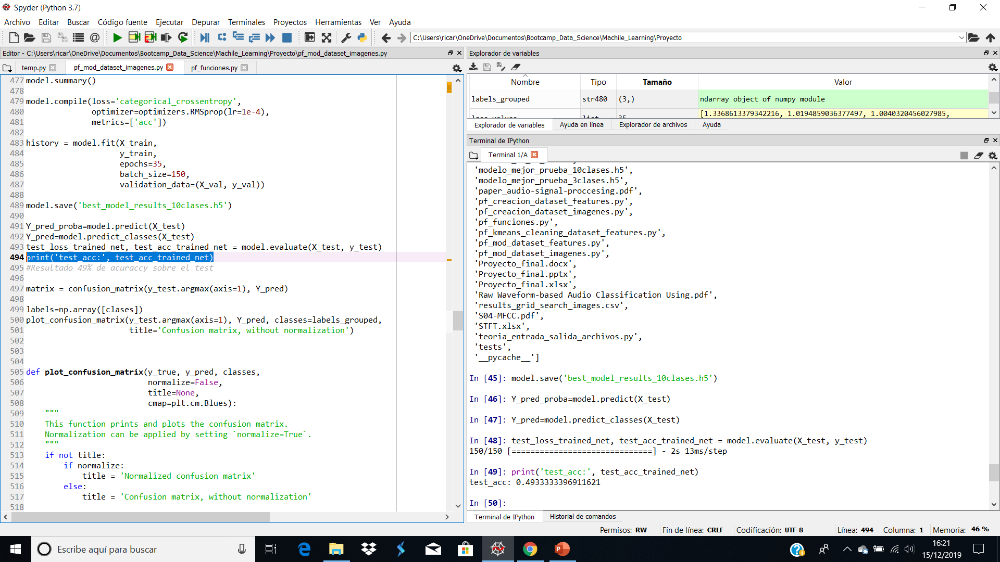 Spyder (Python 3.7)
Archivo Editar Buscar Código fuente Ejecutar Depurar Terminales Proyectos Herramientas Ver Ayuda
C:\Users\ricar\OneDrive\Documentos\Bootcamp_Data_Science\Machile_Learning\Proyecto
Editor - C:\Users\ricar\OneDrive\Documentos\Bootcamp_Data_Science\Machile_Learning\Proyecto\pf_mod_dataset_imagenes.py
temp.py pf_mod_dataset_imagenes.py pf_funciones.py
477 model.summary()
478
479 model.compile(loss='categorical_crossentropy',
480 optimizer=optimizers.RMSprop(lr=1e-4),
481 metrics=['acc'])
482
483 history = model.fit(X_train,
484 y_train,
485 epochs=35,
486 batch_size=150,
487 validation_data=(X_val, y_val))
488
489 model.save('best_model_results_10clases.h5')
490
491 Y_pred_proba=model.predict(X_test)
492 Y_pred=model.predict_classes(X_test)
493 test_loss_trained_net, test_acc_trained_net = model.evaluate(X_test, y_test)
494 print('test_acc:', test_acc_trained_net)
495 #Resultado 49% de acuraccy sobre el test
496
497 matrix = confusion_matrix(y_test.argmax(axis=1), Y_pred)
498
499 labels=np.array([clases])
500 plot_confusion_matrix(y_test.argmax(axis=1), Y_pred, classes=labels_grouped,
501 title='Confusion matrix, without normalization')
502
503
504
505 def plot_confusion_matrix(y_true, y_pred, classes,
506 normalize=False,
507 title=None,
508 cmap=plt.cm.Blues):
509 """
510 This function prints and plots the confusion matrix.
511 Normalization can be applied by setting `normalize=True`.
512 """
513 if not title:
514 if normalize:
515 title = 'Normalized confusion matrix'
516 else:
517 title = 'Confusion matrix, without normalization'
518
Explorador de variables
Nombre Tipo Tamaño Valor
labels_grouped str480 (3,) ndarray object of numpy module
loss_values list 35 [1.3368613379342216, 1.0194859036377497, 1.0040320456027985,
Explorador de variables Ayuda en línea Explorador de archivos Ayuda
Terminal de IPython
Terminal 1/A
'modelo_mejor_prueba_10clases.h5',
'modelo_mejor_prueba_3clases.h5',
'paper_audio-signal-proccesing.pdf',
'pf_creacion_dataset_features.py',
'pf_creacion_dataset_imagenes.py',
'pf_funciones.py',
'pf_kmeans_cleaning_dataset_features.py',
'pf_mod_dataset_features.py',
'pf_mod_dataset_imagenes.py',
'Proyecto_final.docx',
'Proyecto_final.pptx',
'Proyecto_final.xlsx',
'Raw Waveform-based Audio Classification Using.pdf',
'results_grid_search_images.csv',
'S04-MFCC.pdf',
'STFT.xlsx',
'teoria_entrada_salida_archivos.py',
'tests',
'__pycache__']
In [45]: model.save('best_model_results_10clases.h5')
In [46]: Y_pred_proba=model.predict(X_test)
In [47]: Y_pred=model.predict_classes(X_test)
In [48]: test_loss_trained_net, test_acc_trained_net = model.evaluate(X_test, y_test)
150/150 [==============================] - 2s 13ms/step
In [49]: print('test_acc:', test_acc_trained_net)
test_acc: 0.4933333396911621
In [50]:
Terminal de IPython Historial de comandos
Permisos: RW Fin de línea: CRLF Codificación: UTF-8 Línea: 494 Columna: 1 Memoria: 46 %
Escribe aquí para buscar
16:21
15/12/2019